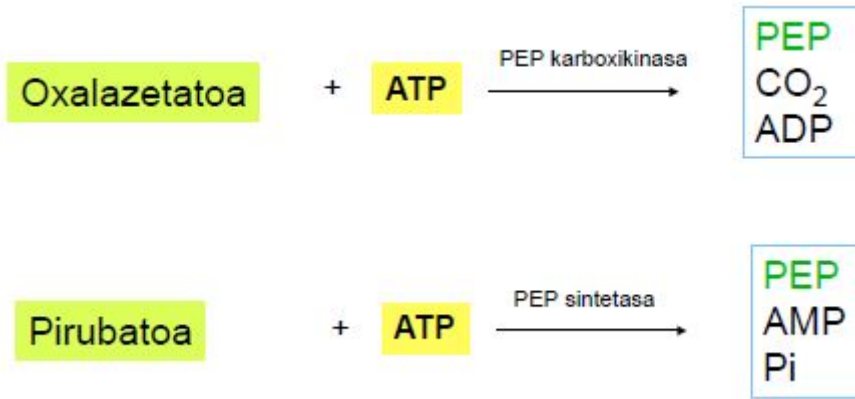 Oxalazetatoa + ATP PEP karboxikinasa PEP
CO₂
ADP
Pirubatoa + ATP PEP sintetasa PEP
AMP
Pi